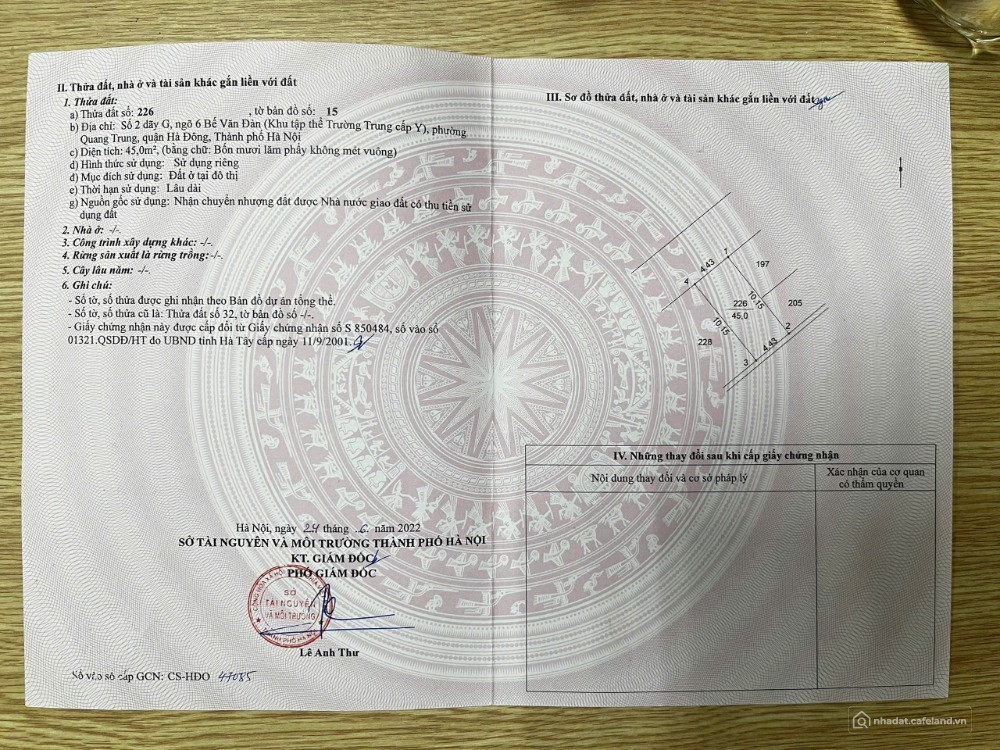 II. Thửa đất, nhà ở và tài sản khác gắn liền với đất
1. Thửa đất:
a) Thửa đất số: 226 , tờ bản đồ số: 15
b) Địa chỉ: Số 2 dãy G, ngõ 6 Bế Văn Đàn (Khu tập thể Trường Trung cấp Y), phường
Quang Trung, quận Hà Đông, Thành phố Hà Nội
c) Diện tích: 45,0m², (bằng chữ: Bốn mươi lăm phẩy không mét vuông)
d) Hình thức sử dụng: Sử dụng riêng
đ) Mục đích sử dụng: Đất ở tại đô thị
e) Thời hạn sử dụng: Lâu dài
g) Nguồn gốc sử dụng: Nhận chuyển nhượng đất được Nhà nước giao đất có thu tiền sử
dụng đất
2. Nhà ở: -/-
3. Công trình xây dựng khác: -/-
4. Rừng sản xuất là rừng trồng:-/-
5. Cây lâu năm: -/-
6. Ghi chú:
- Số tờ, số thửa được ghi nhận theo Bản đồ dự án tổng thể.
- Số tờ, số thửa cũ là: Thửa đất số 32, tờ bản đồ số -/-.
- Giấy chứng nhận này được cấp đổi từ Giấy chứng nhận số S 850484, số vào sổ
01321.QSDĐ/HT do UBND tỉnh Hà Tây cấp ngày 11/9/2001.
Hà Nội, ngày 24 tháng 6 năm 2022
SỞ TÀI NGUYÊN VÀ MÔI TRƯỜNG THÀNH PHỐ HÀ NỘI
KT. GIÁM ĐỐC
PHÓ GIÁM ĐỐC
SỞ
TÀI NGUYÊN
VÀ MÔI TRƯỜNG
THÀNH PHỐ HÀ NỘI
Lê Anh Thư
Số vào sổ cấp GCN: CS-HĐO 47085
III. Sơ đồ thửa đất, nhà ở và tài sản khác gắn liền với đất
1
4.43
197
4
226
45,0
10.15
205
10.15
228
2
4.43
3
IV. Những thay đổi sau khi cấp giấy chứng nhận
Nội dung thay đổi và cơ sở pháp lý
Xác nhận của cơ quan
có thẩm quyền
nhadat.cafeland.vn